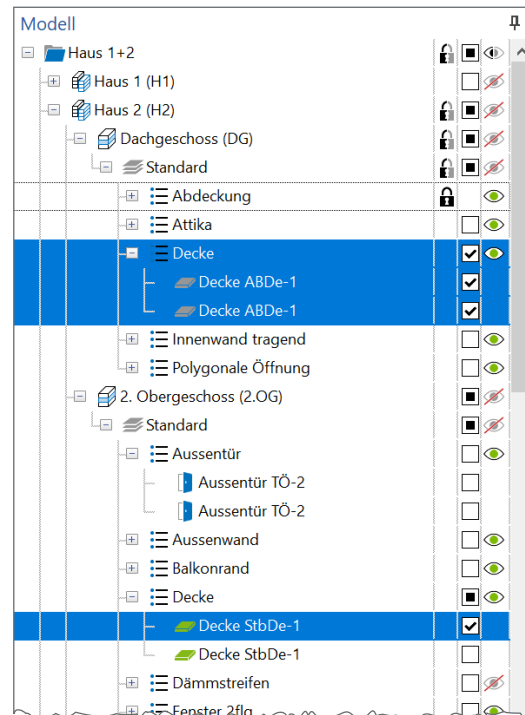 Modell
Haus 1+2
Haus 1 (H1)
Haus 2 (H2)
Dachgeschoss (DG)
Standard
Abdeckung
Attika
Decke
Decke ABDe-1
Decke ABDe-1
Innenwand tragend
Polygonale Öffnung
2. Obergeschoss (2.OG)
Standard
Aussentür
Aussentür TÖ-2
Aussentür TÖ-2
Aussenwand
Balkonrand
Decke
Decke StbDe-1
Decke StbDe-1
Dämmstreifen
Fenster 2flg